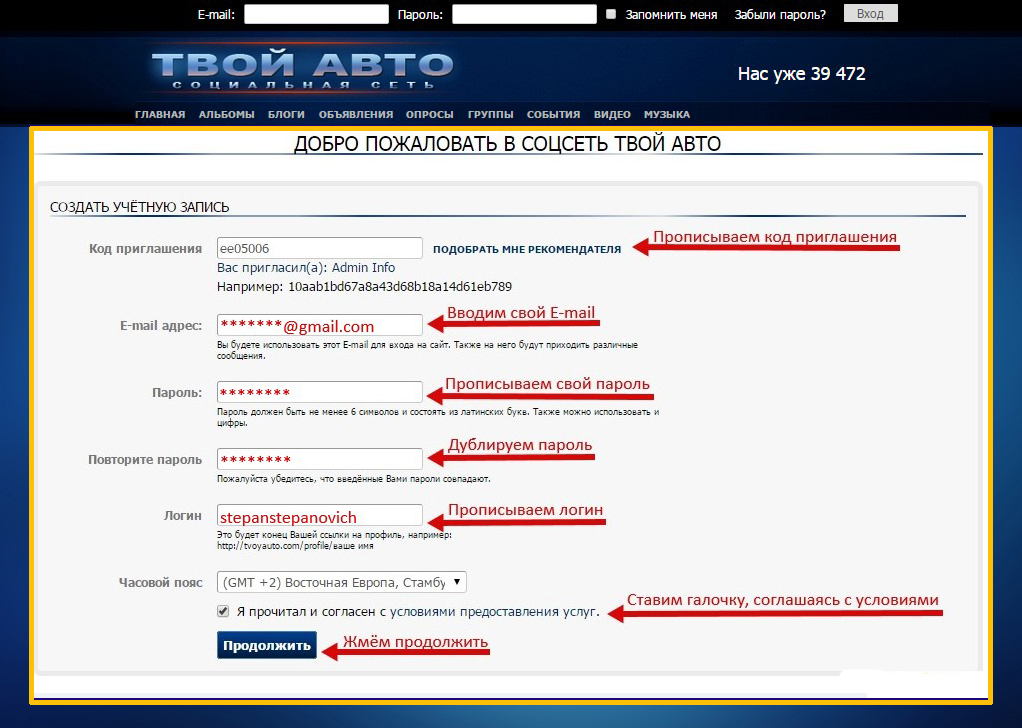 E-mail: Пароль: Запомнить меня Забыли пароль? Вход
ТВОЙ АВТО
СОЦИАЛЬНАЯ СЕТЬ
Нас уже 39 472
ГЛАВНАЯ АЛЬБОМЫ БЛОГИ ОБЪЯВЛЕНИЯ ОПРОСЫ ГРУППЫ СОБЫТИЯ ВИДЕО МУЗЫКА
ДОБРО ПОЖАЛОВАТЬ В СОЦСЕТЬ ТВОЙ АВТО
СОЗДАТЬ УЧЁТНУЮ ЗАПИСЬ
Код приглашения ee05006 ПОДОБРАТЬ МНЕ РЕКОМЕНДАТЕЛЯ Прописываем код приглашения
Вас пригласил(а): Admin Info
Например: 10aab1bd67a8a43d68b18a14d61eb789
E-mail адрес: *******@gmail.com Вводим свой E-mail
Вы будете использовать этот E-mail для входа на сайт. Также на него будут приходить различные
сообщения.
Пароль: ******** Прописываем свой пароль
Пароль должен быть не менее 6 символов и состоять из латинских букв. Также можно использовать и
цифры.
Повторите пароль ******** Дублируем пароль
Пожалуйста убедитесь, что введённые Вами пароли совпадают.
Логин stepanstepanovich Прописываем логин
Это будет конец Вашей ссылки на профиль, например:
http://tvoyauto.com/profile/ваше имя
Часовой пояс (GMT +2) Восточная Европа, Стамбу
Я прочитал и согласен с условиями предоставления услуг. Ставим галочку, соглашаясь с условиями
Продолжить Жмём продолжить